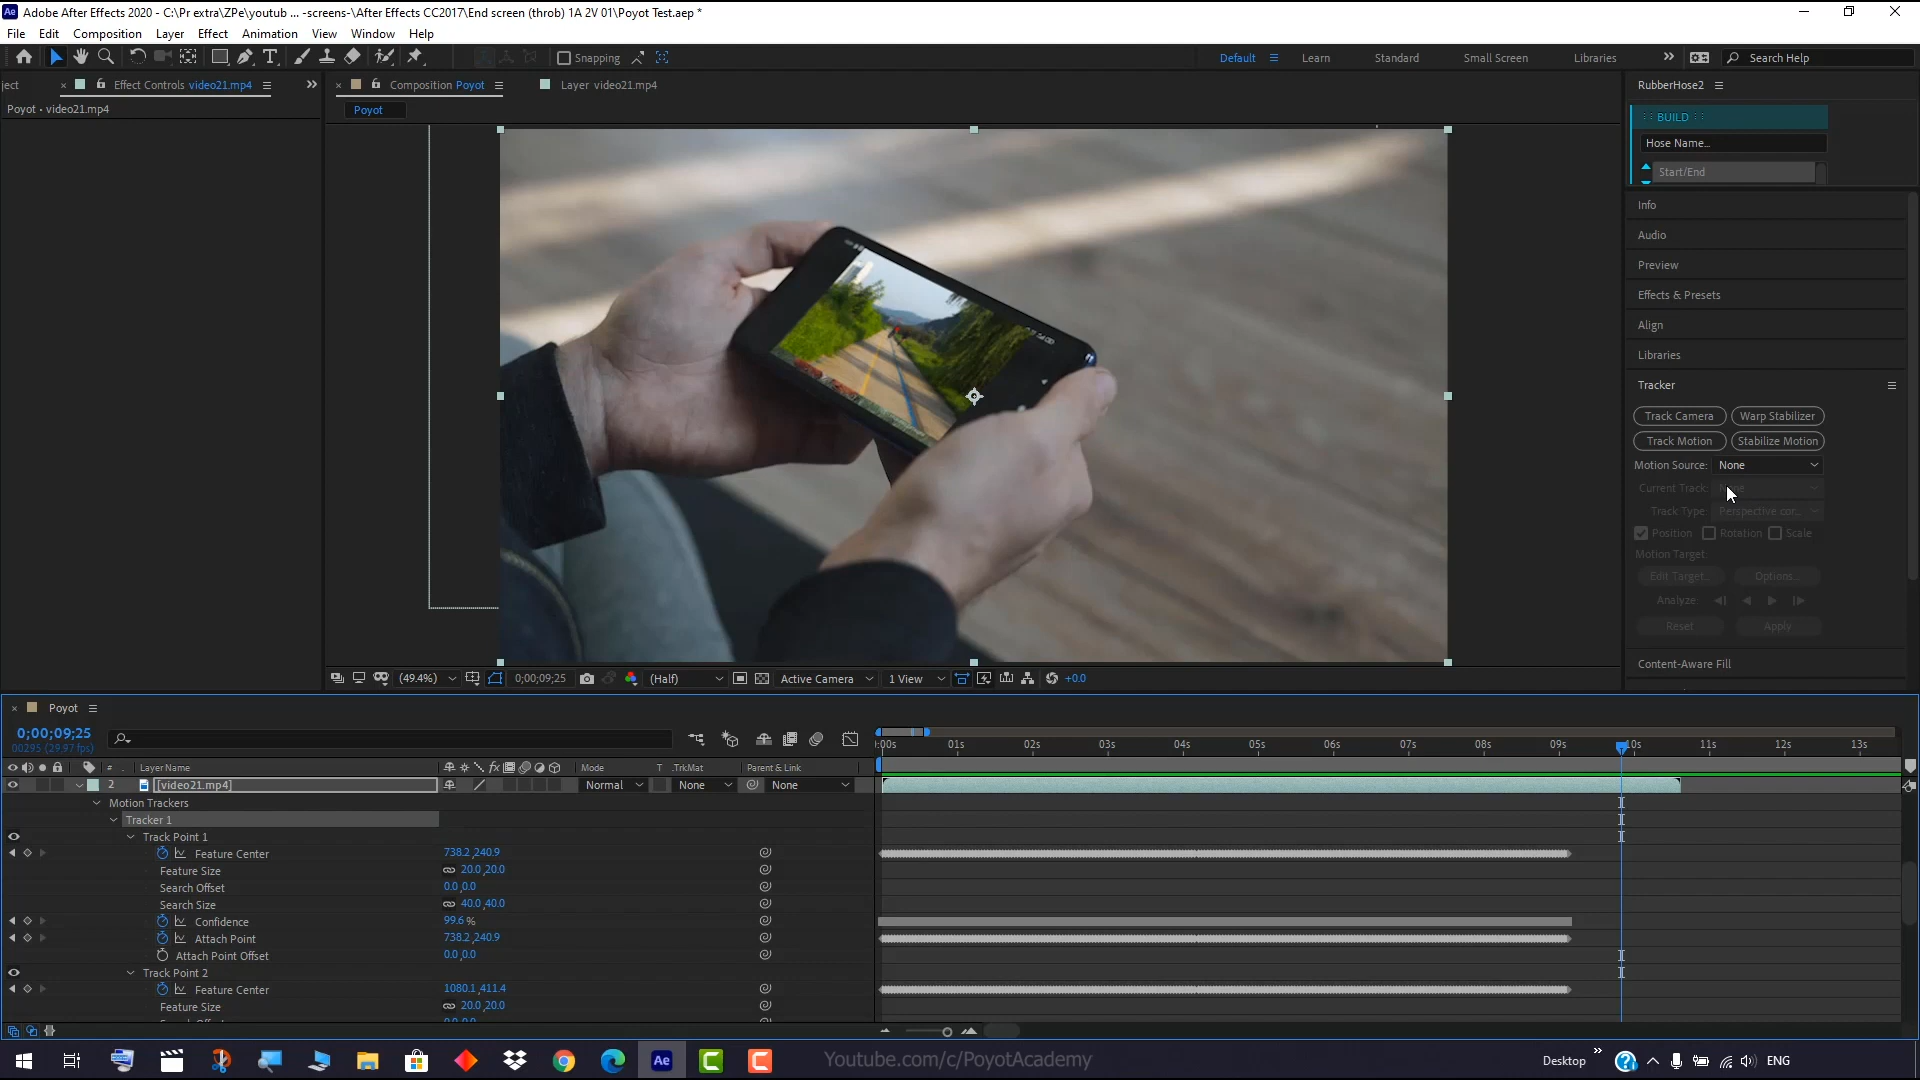 Ae Adobe After Effects 2020 - C:\Pr extra\ZPe\youtub ... -screens-\After Effects CC2017\End screen (throb) 1A 2V 01\Poyot Test.aep *
File Edit Composition Layer Effect Animation View Window Help
Snapping Default Learn Standard Small Screen Libraries Search Help
ject Effect Controls video21.mp4 Composition Poyot Layer video21.mp4 RubberHose2
Poyot • video21.mp4 Poyot
:: BUILD ::
Hose Name...
Start/End
Info
Audio
Preview
Effects & Presets
Align
Libraries
Tracker
Track Camera Warp Stabilizer
Track Motion Stabilize Motion
Motion Source: None
Current Track:
Track Type: Perspective cor...
Position Rotation Scale
Motion Target:
Edit Target... Options...
Analyze:
Reset Apply
Content-Aware Fill
(49.4%) 0;00;09;25 (Half) Active Camera 1 View +0.0
Poyot
0;00;09;25
00295 (29.97 fps)
:00s 01s 02s 03s 04s 05s 06s 07s 08s 09s 10s 11s 12s 13s
# Layer Name Mode T .TrkMat Parent & Link
2 [video21.mp4] Normal None None
Motion Trackers
Tracker 1
Track Point 1
Feature Center 738.2,240.9
Feature Size 20.0,20.0
Search Offset 0.0,0.0
Search Size 40.0,40.0
Confidence 99.6 %
Attach Point 738.2,240.9
Attach Point Offset 0.0,0.0
Track Point 2
Feature Center 1080.1,411.4
Feature Size 20.0,20.0
Ae Youtube.com/c/PoyotAcademy Desktop ENG